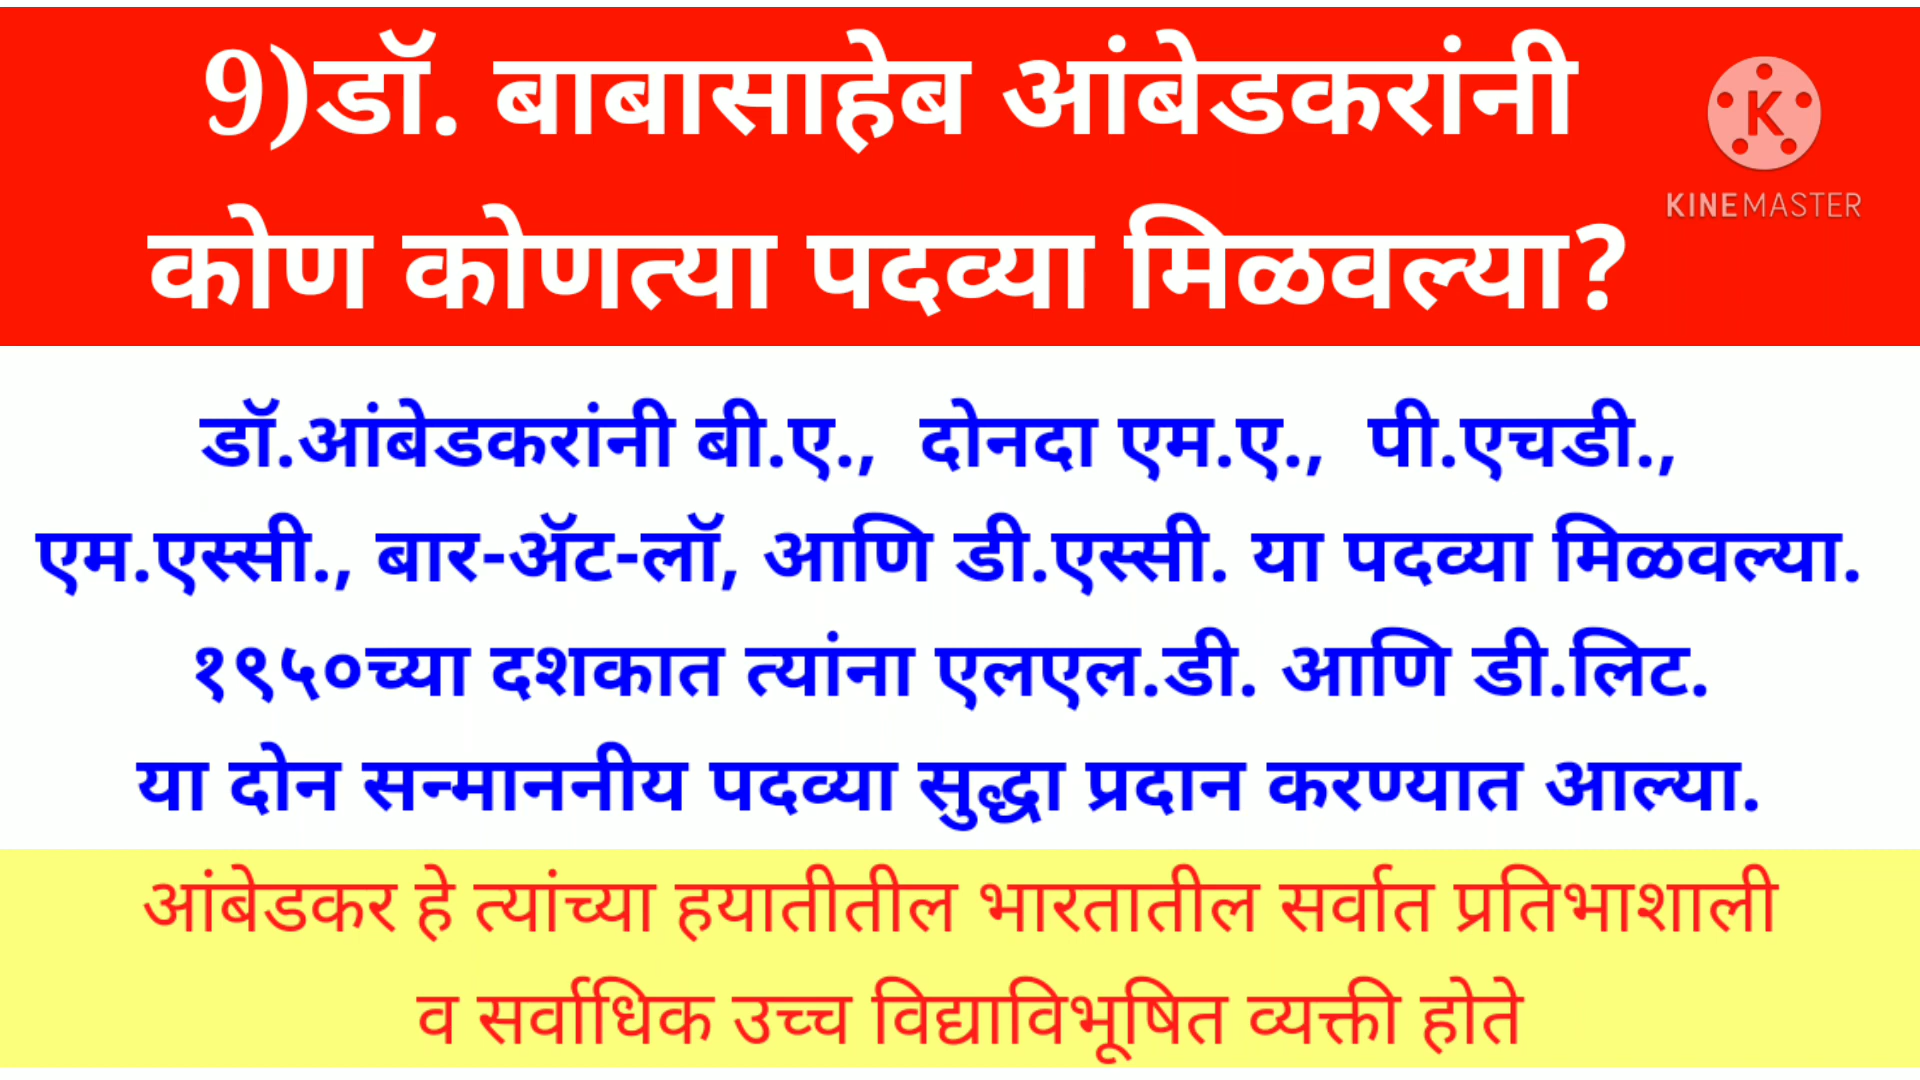 9)डॉ. बाबासाहेब आंबेडकरांनी
कोण कोणत्या पदव्या मिळवल्या?
KINEMASTER
डॉ.आंबेडकरांनी बी.ए., दोनदा एम.ए., पी.एचडी.,
एम.एस्सी., बार-ॲट-लॉ, आणि डी.एस्सी. या पदव्या मिळवल्या.
१९५०च्या दशकात त्यांना एलएल.डी. आणि डी.लिट.
या दोन सन्माननीय पदव्या सुद्धा प्रदान करण्यात आल्या.
आंबेडकर हे त्यांच्या हयातीतील भारतातील सर्वात प्रतिभाशाली
व सर्वाधिक उच्च विद्याविभूषित व्यक्ती होते